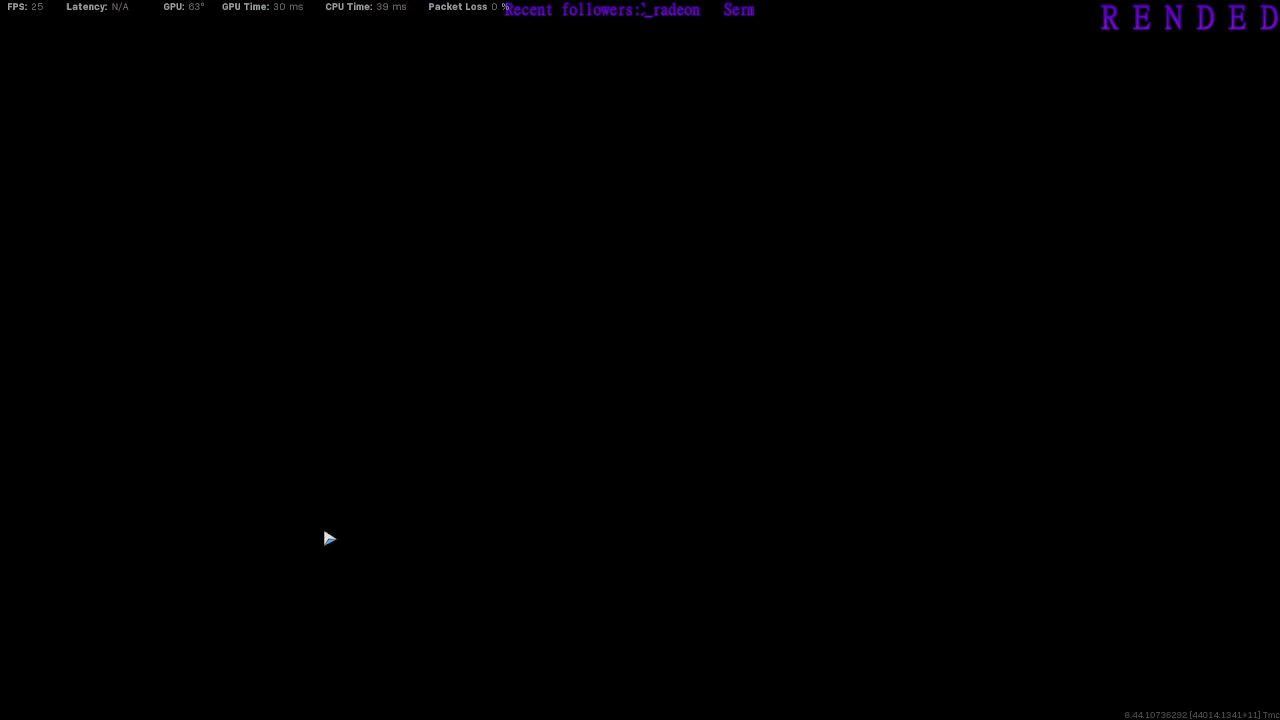 FPS: 25 Latency: N/A GPU: 63° GPU Time: 30 ms CPU Time: 39 ms Packet Loss 0 %
Recent followers: _radeon Serm
RENDED